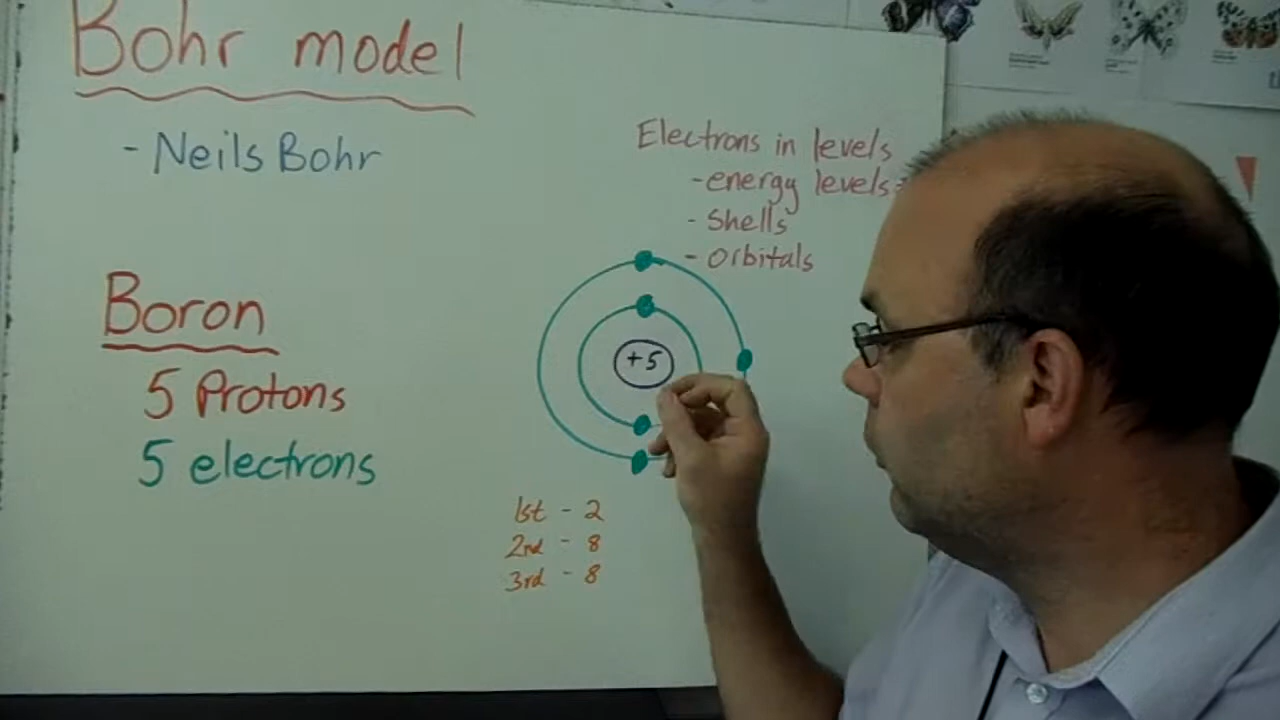 Bohr model
- Neils Bohr
Electrons in levels
- energy levels
- Shells
- orbitals
Boron
5 Protons
5 electrons
+5
1st - 2
2nd - 8
3rd - 8